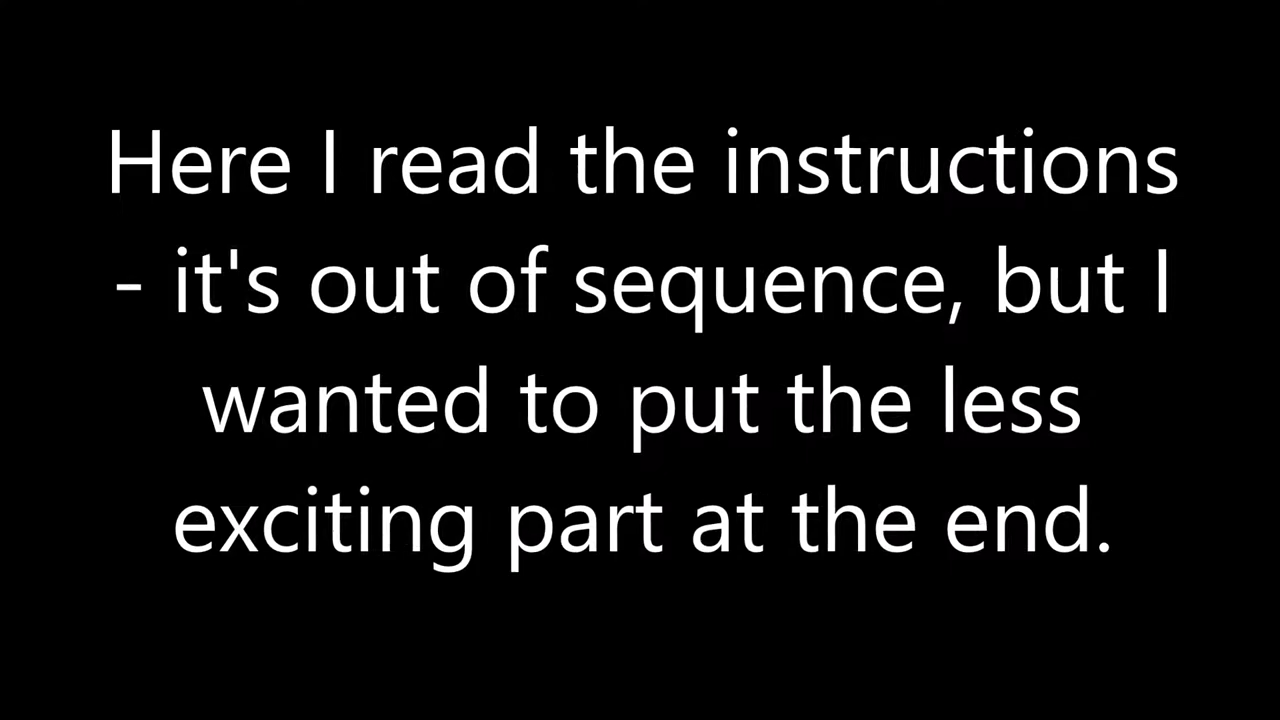 Here I read the instructions
- it's out of sequence, but I
wanted to put the less
exciting part at the end.